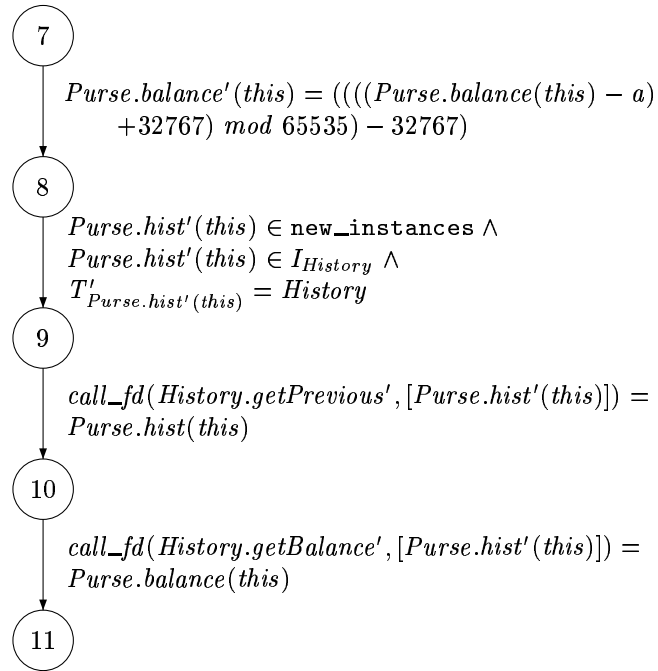 7
Purse.balance′(this) = ((((Purse.balance(this) − a)
+32767) mod 65535) − 32767)
8
Purse.hist′(this) ∈ new_instances ∧
Purse.hist′(this) ∈ I_History ∧
T′_Purse.hist′(this) = History
9
call_fd(History.getPrevious′, [Purse.hist′(this)]) =
Purse.hist(this)
10
call_fd(History.getBalance′, [Purse.hist′(this)]) =
Purse.balance(this)
11